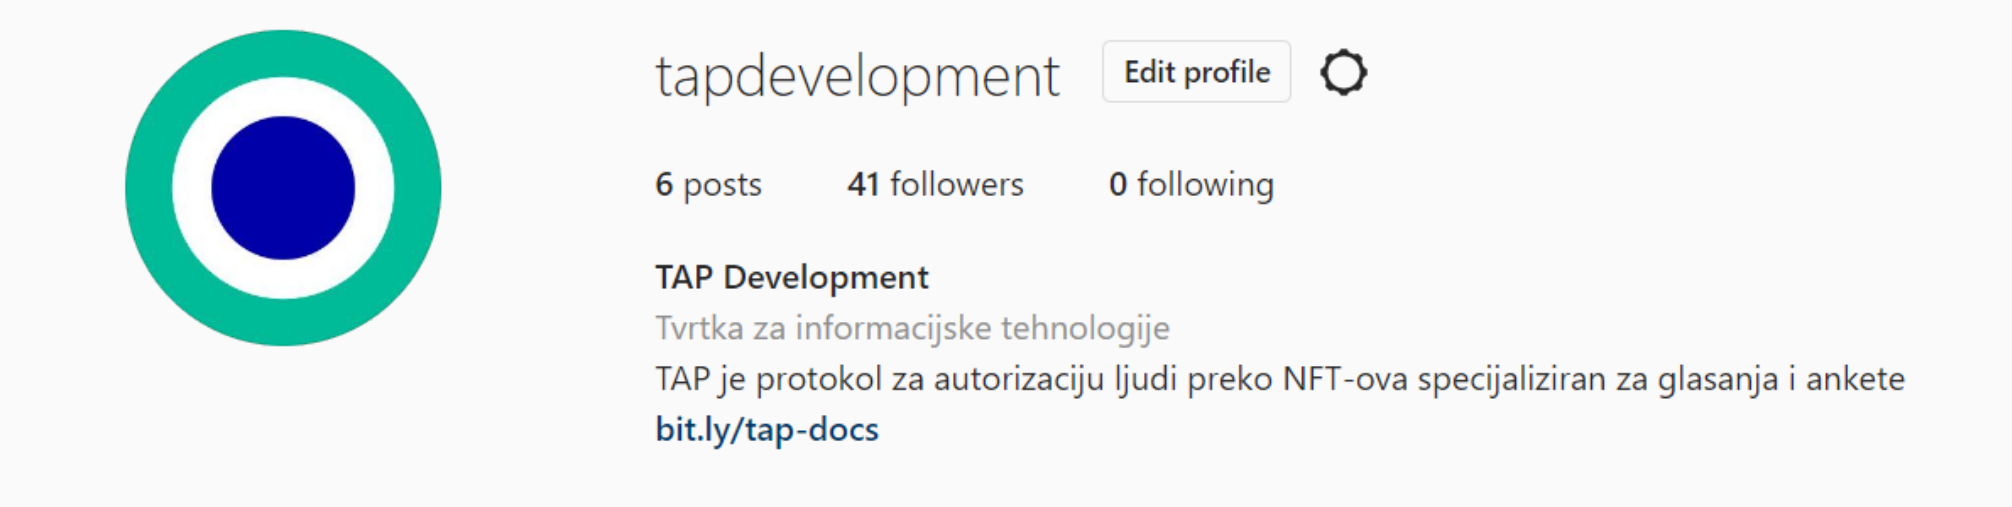 tapdevelopment Edit profile
6 posts 41 followers 0 following
TAP Development
Tvrtka za informacijske tehnologije
TAP je protokol za autorizaciju ljudi preko NFT-ova specijaliziran za glasanja i ankete
bit.ly/tap-docs